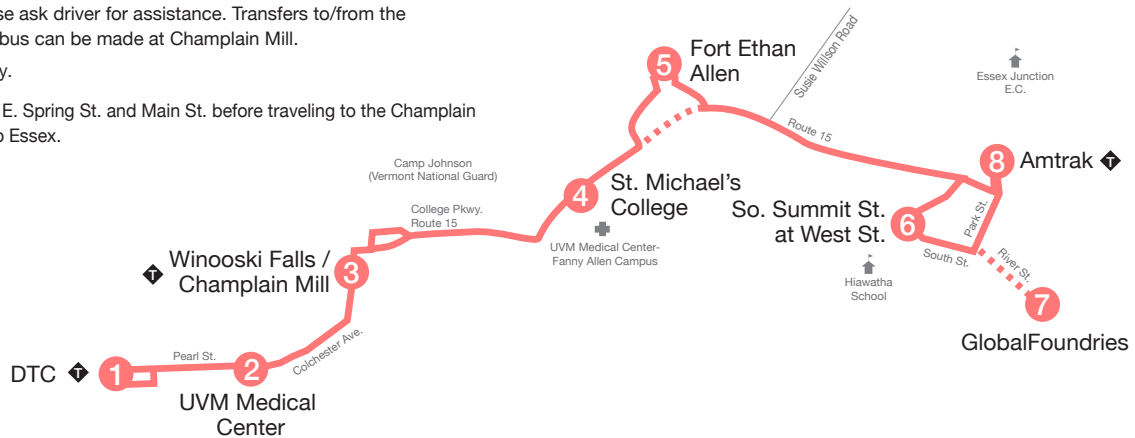 se ask driver for assistance. Transfers to/from the
bus can be made at Champlain Mill.
y.
E. Spring St. and Main St. before traveling to the Champlain
o Essex.
5
Fort Ethan
Allen
Susie Willson Road
Essex Junction
E.C.
Route 15
8
Amtrak T
Camp Johnson
(Vermont National Guard)
4
St. Michael's
College
College Pkwy.
Route 15
So. Summit St.
at West St.
6
Park St.
UVM Medical Center-
Fanny Allen Campus
South St.
River St.
T Winooski Falls /
Champlain Mill
3
Hiawatha
School
7
GlobalFoundries
Colchester Ave.
Pearl St.
DTC T
1
2
UVM Medical
Center